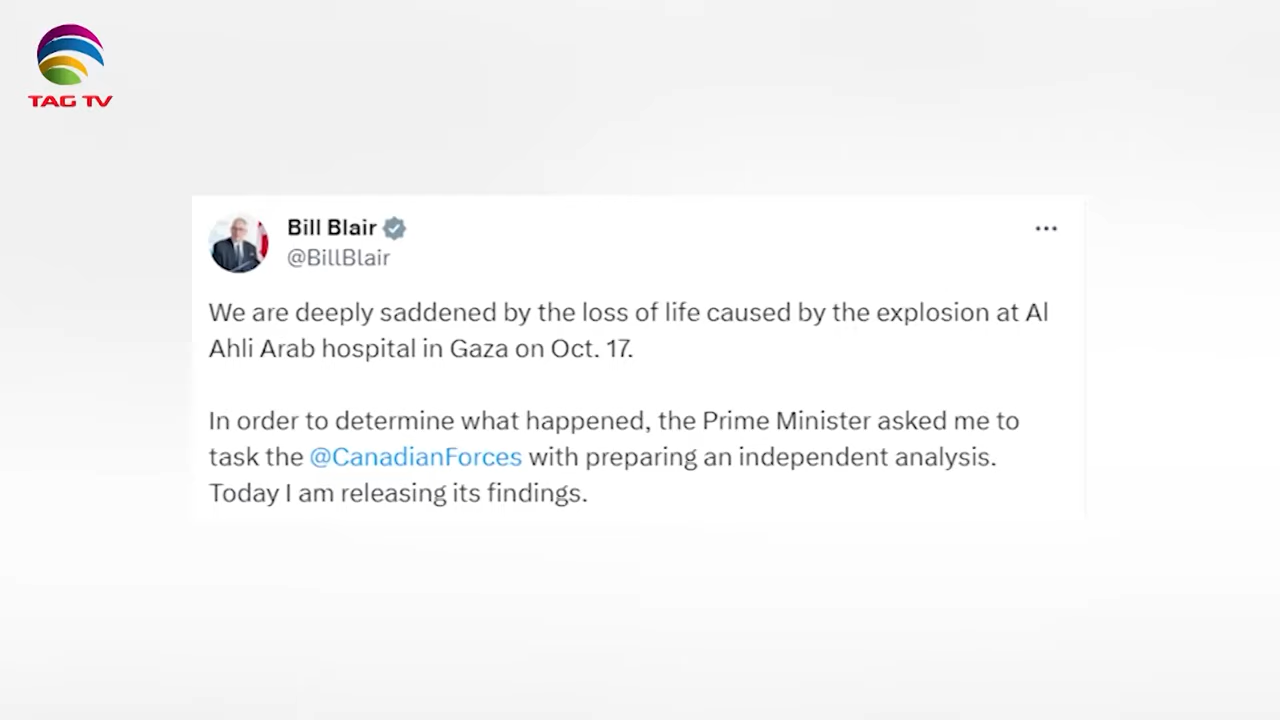 TAG TV
Bill Blair
@BillBlair
We are deeply saddened by the loss of life caused by the explosion at Al
Ahli Arab hospital in Gaza on Oct. 17.
In order to determine what happened, the Prime Minister asked me to
task the @CanadianForces with preparing an independent analysis.
Today I am releasing its findings.